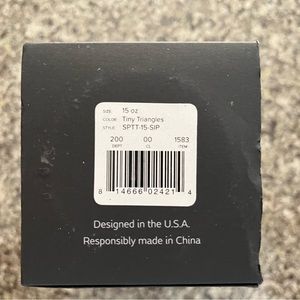 SIZE: 15 oz
COLOR: Tiny Triangles
STYLE: SPTT-15-SIP
200 00 1583
DEPT CL ITEM
8 14666 02421 4
Designed in the U.S.A.
Responsibly made in China